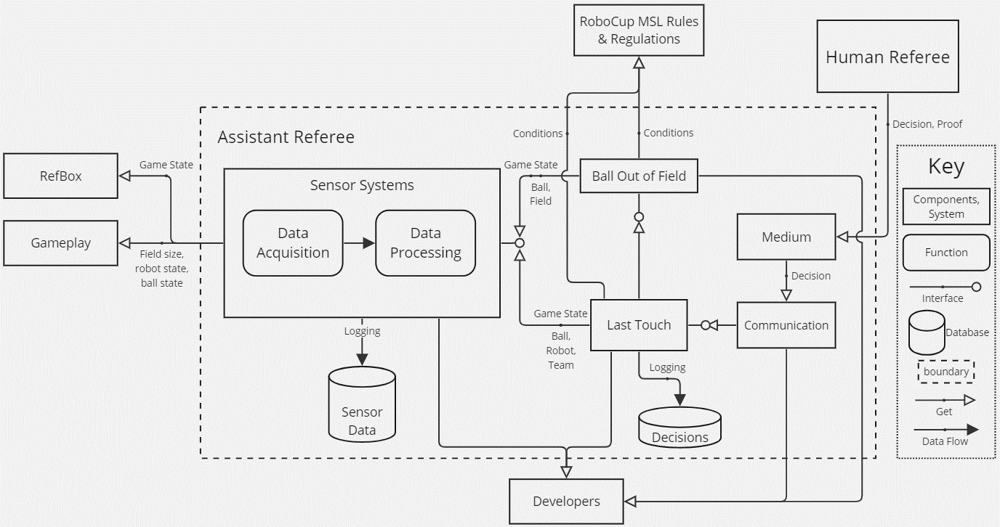 RoboCup MSL Rules
& Regulations
Human Referee
Decision, Proof
Assistant Referee
Conditions
Conditions
RefBox
Game State
Gameplay
Field size,
robot state,
ball state
Sensor Systems
Data
Acquisition
Data
Processing
Game State
Ball,
Field
Ball Out of Field
Medium
Decision
Game State
Ball,
Robot,
Team
Last Touch
Communication
Logging
Sensor
Data
Logging
Decisions
Developers
Key
Components,
System
Function
Interface
Database
boundary
Get
Data Flow